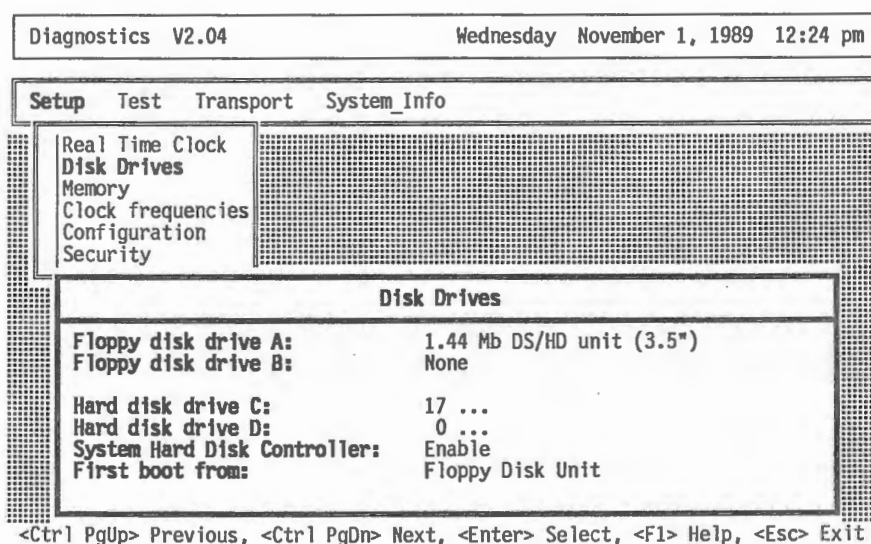 Diagnostics V2.04 Wednesday November 1, 1989 12:24 pm
Setup Test Transport System_Info
Real Time Clock
Disk Drives
Memory
Clock frequencies
Configuration
Security
Disk Drives
Floppy disk drive A: 1.44 Mb DS/HD unit (3.5")
Floppy disk drive B: None
Hard disk drive C: 17 ...
Hard disk drive D: 0 ...
System Hard Disk Controller: Enable
First boot from: Floppy Disk Unit
<Ctrl PgUp> Previous, <Ctrl PgDn> Next, <Enter> Select, <F1> Help, <Esc> Exit